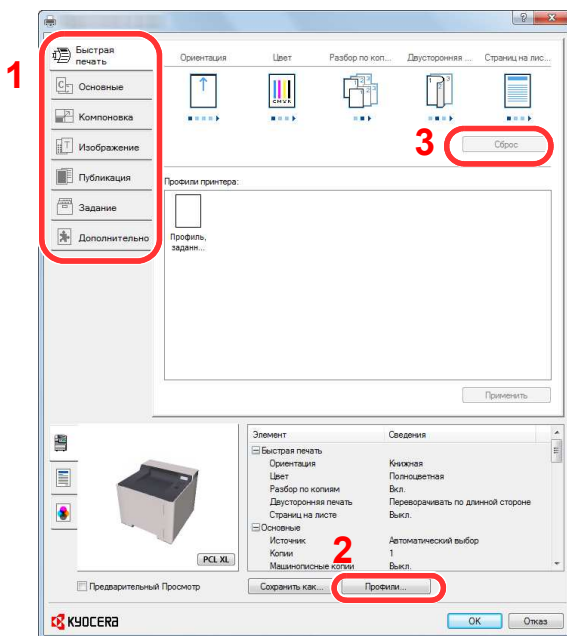 1
Быстрая
печать
Основные
Компоновка
Изображение
Публикация
Задание
Дополнительно
Ориентация
Цвет
Разбор по коп...
Двусторонняя ...
Страниц на лис...
CMYK
3
Сброс
Профили принтера:
Профиль,
заданн...
Применить
Элемент Сведения
Быстрая печать
Ориентация Книжная
Цвет Полноцветная
Разбор по копиям Вкл.
Двусторонняя печать Переворачивать по длинной стороне
Страниц на листе Выкл.
Основные
Источник Автоматический выбор
Копии 1
Машинописные копии Выкл.
2
PCL XL
Предварительный Просмотр
Сохранить как...
Профили...
KYOCERA
OK
Отказ